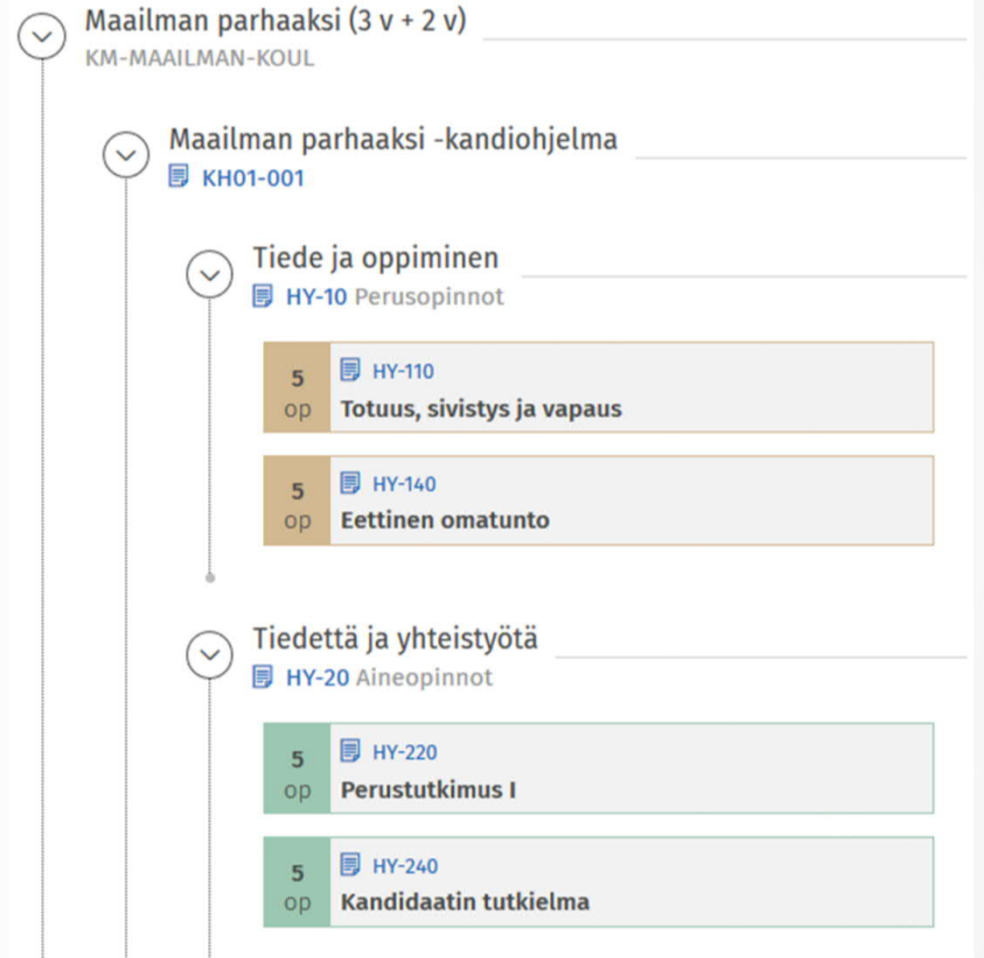 Maailman parhaaksi (3 v + 2 v)
KM-MAAILMAN-KOUL
Maailman parhaaksi -kandiohjelma
KH01-001
Tiede ja oppiminen
HY-10 Perusopinnot
5 op
HY-110
Totuus, sivistys ja vapaus
5 op
HY-140
Eettinen omatunto
Tiedettä ja yhteistyötä
HY-20 Aineopinnot
5 op
HY-220
Perustutkimus I
5 op
HY-240
Kandidaatin tutkielma